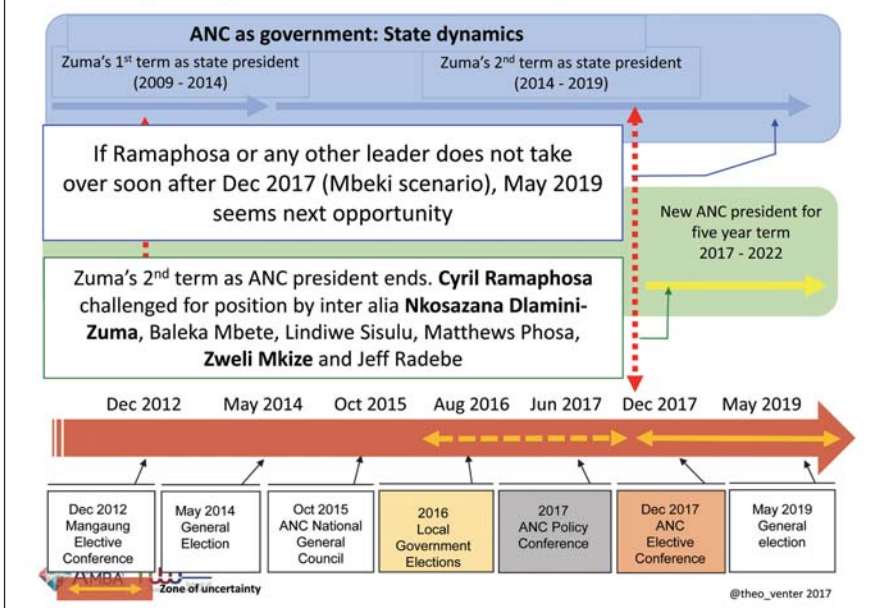 ANC as government: State dynamics
Zuma's 1st term as state president
(2009 - 2014)
Zuma's 2nd term as state president
(2014 - 2019)
If Ramaphosa or any other leader does not take
over soon after Dec 2017 (Mbeki scenario), May 2019
seems next opportunity
New ANC president for
five year term
2017 - 2022
Zuma's 2nd term as ANC president ends. Cyril Ramaphosa
challenged for position by inter alia Nkosazana Dlamini-
Zuma, Baleka Mbete, Lindiwe Sisulu, Matthews Phosa,
Zweli Mkize and Jeff Radebe
Dec 2012 May 2014 Oct 2015 Aug 2016 Jun 2017 Dec 2017 May 2019
Dec 2012
Mangaung
Elective
Conference
May 2014
General
Election
Oct 2015
ANC National
General
Council
2016
Local
Government
Elections
2017
ANC Policy
Conference
Dec 2017
ANC
Elective
Conference
May 2019
General
election
AMBA
Zone of uncertainty
@theo_venter 2017